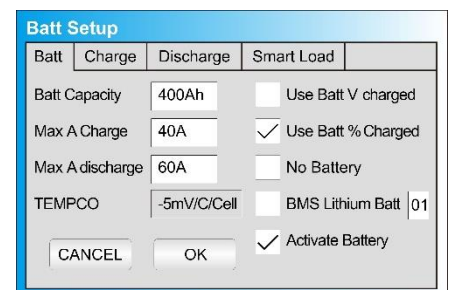 Batt Setup
Batt Charge Discharge Smart Load
Batt Capacity 400Ah Use Batt V charged
Max A Charge 40A Use Batt % Charged
Max A discharge 60A No Battery
TEMPCO -5mV/C/Cell BMS Lithium Batt 01
CANCEL OK Activate Battery